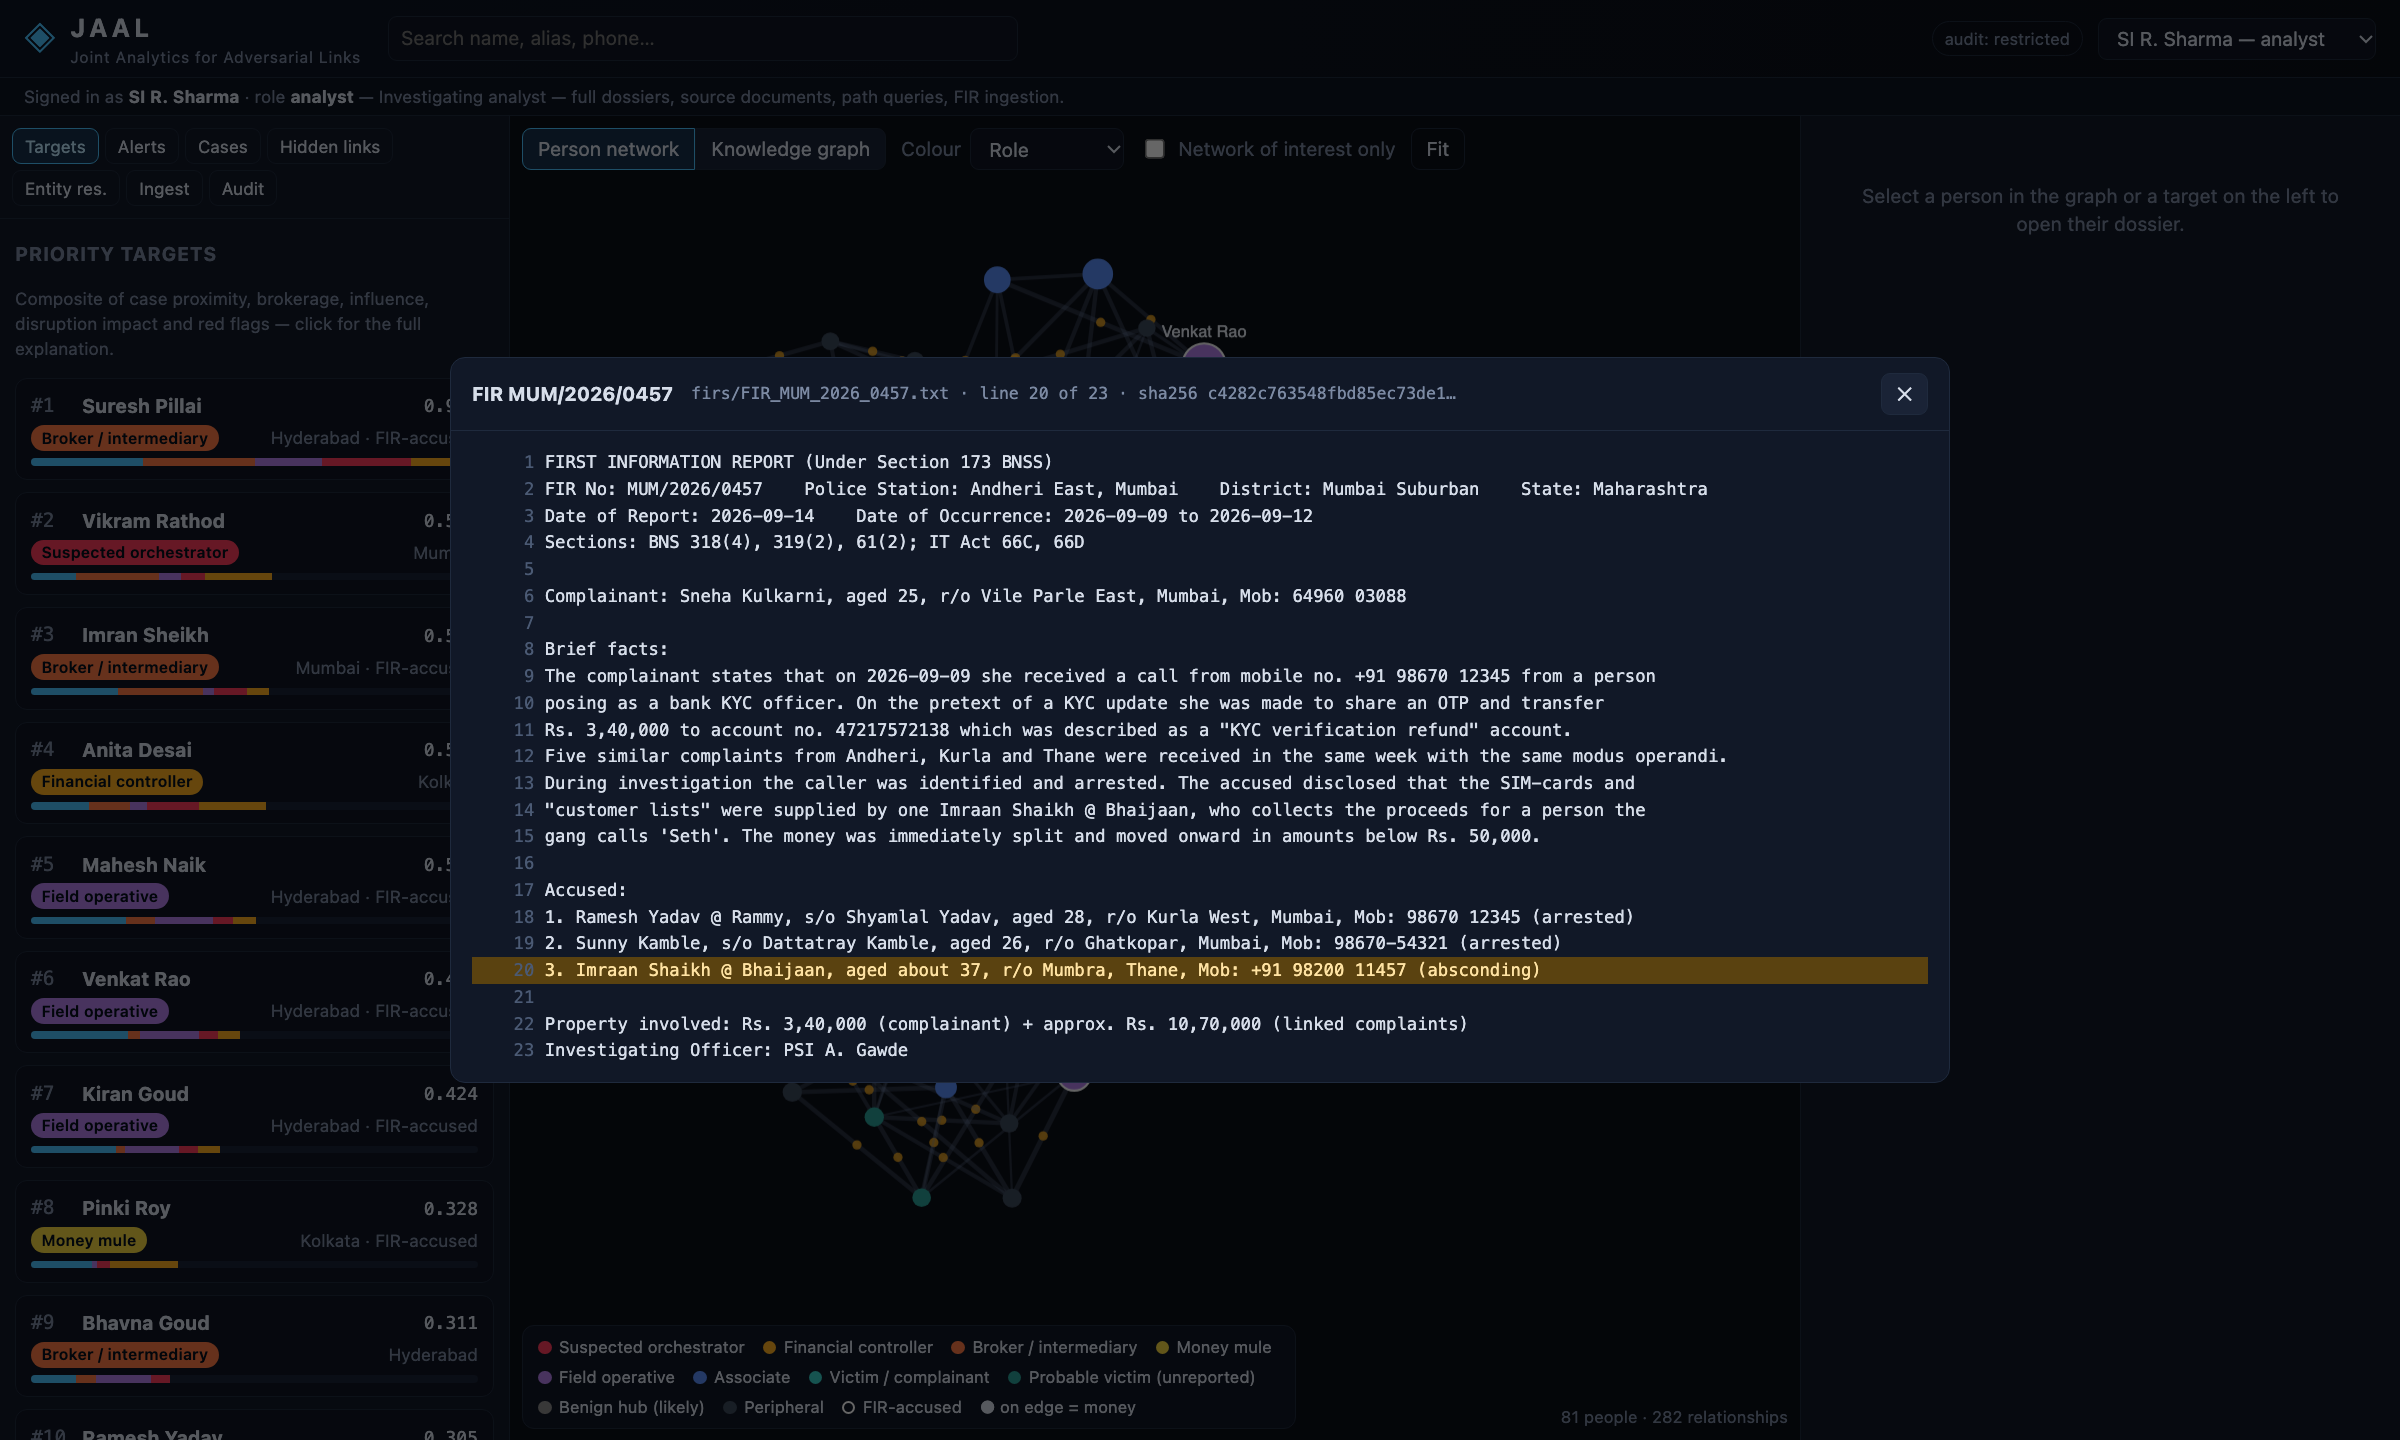 JAAL
Joint Analytics for Adversarial Links
Search name, alias, phone...
audit: restricted
SI R. Sharma — analyst
Signed in as SI R. Sharma · role analyst — Investigating analyst — full dossiers, source documents, path queries, FIR ingestion.
Targets Alerts Cases Hidden links
Entity res. Ingest Audit
PRIORITY TARGETS
Composite of case proximity, brokerage, influence,
disruption impact and red flags — click for the full
explanation.
#1 Suresh Pillai
Broker / intermediary Hyderabad · FIR-accu
#2 Vikram Rathod
Suspected orchestrator
#3 Imran Sheikh
Broker / intermediary Mumbai · FIR-accu
#4 Anita Desai
Financial controller
#5 Mahesh Naik
Field operative Hyderabad · FIR-accu
#6 Venkat Rao
Field operative Hyderabad · FIR-accu
#7 Kiran Goud 0.424
Field operative Hyderabad · FIR-accused
#8 Pinki Roy 0.328
Money mule Kolkata · FIR-accused
#9 Bhavna Goud 0.311
Broker / intermediary Hyderabad
#10 Ramesh Yadav 0.305
Person network Knowledge graph Colour Role Network of interest only Fit
Venkat Rao
FIR MUM/2026/0457 firs/FIR_MUM_2026_0457.txt · line 20 of 23 · sha256 c4282c763548fbd85ec73de1…
1 FIRST INFORMATION REPORT (Under Section 173 BNSS)
2 FIR No: MUM/2026/0457 Police Station: Andheri East, Mumbai District: Mumbai Suburban State: Maharashtra
3 Date of Report: 2026-09-14 Date of Occurrence: 2026-09-09 to 2026-09-12
4 Sections: BNS 318(4), 319(2), 61(2); IT Act 66C, 66D
5
6 Complainant: Sneha Kulkarni, aged 25, r/o Vile Parle East, Mumbai, Mob: 64960 03088
7
8 Brief facts:
9 The complainant states that on 2026-09-09 she received a call from mobile no. +91 98670 12345 from a person
10 posing as a bank KYC officer. On the pretext of a KYC update she was made to share an OTP and transfer
11 Rs. 3,40,000 to account no. 47217572138 which was described as a "KYC verification refund" account.
12 Five similar complaints from Andheri, Kurla and Thane were received in the same week with the same modus operandi.
13 During investigation the caller was identified and arrested. The accused disclosed that the SIM-cards and
14 "customer lists" were supplied by one Imraan Shaikh @ Bhaijaan, who collects the proceeds for a person the
15 gang calls 'Seth'. The money was immediately split and moved onward in amounts below Rs. 50,000.
16
17 Accused:
18 1. Ramesh Yadav @ Rammy, s/o Shyamlal Yadav, aged 28, r/o Kurla West, Mumbai, Mob: 98670 12345 (arrested)
19 2. Sunny Kamble, s/o Dattatray Kamble, aged 26, r/o Ghatkopar, Mumbai, Mob: 98670-54321 (arrested)
20 3. Imraan Shaikh @ Bhaijaan, aged about 37, r/o Mumbra, Thane, Mob: +91 98200 11457 (absconding)
21
22 Property involved: Rs. 3,40,000 (complainant) + approx. Rs. 10,70,000 (linked complaints)
23 Investigating Officer: PSI A. Gawde
Suspected orchestrator Financial controller Broker / intermediary Money mule
Field operative Associate Victim / complainant Probable victim (unreported)
Benign hub (likely) Peripheral FIR-accused on edge = money
81 people · 282 relationships
Select a person in the graph or a target on the left to
open their dossier.